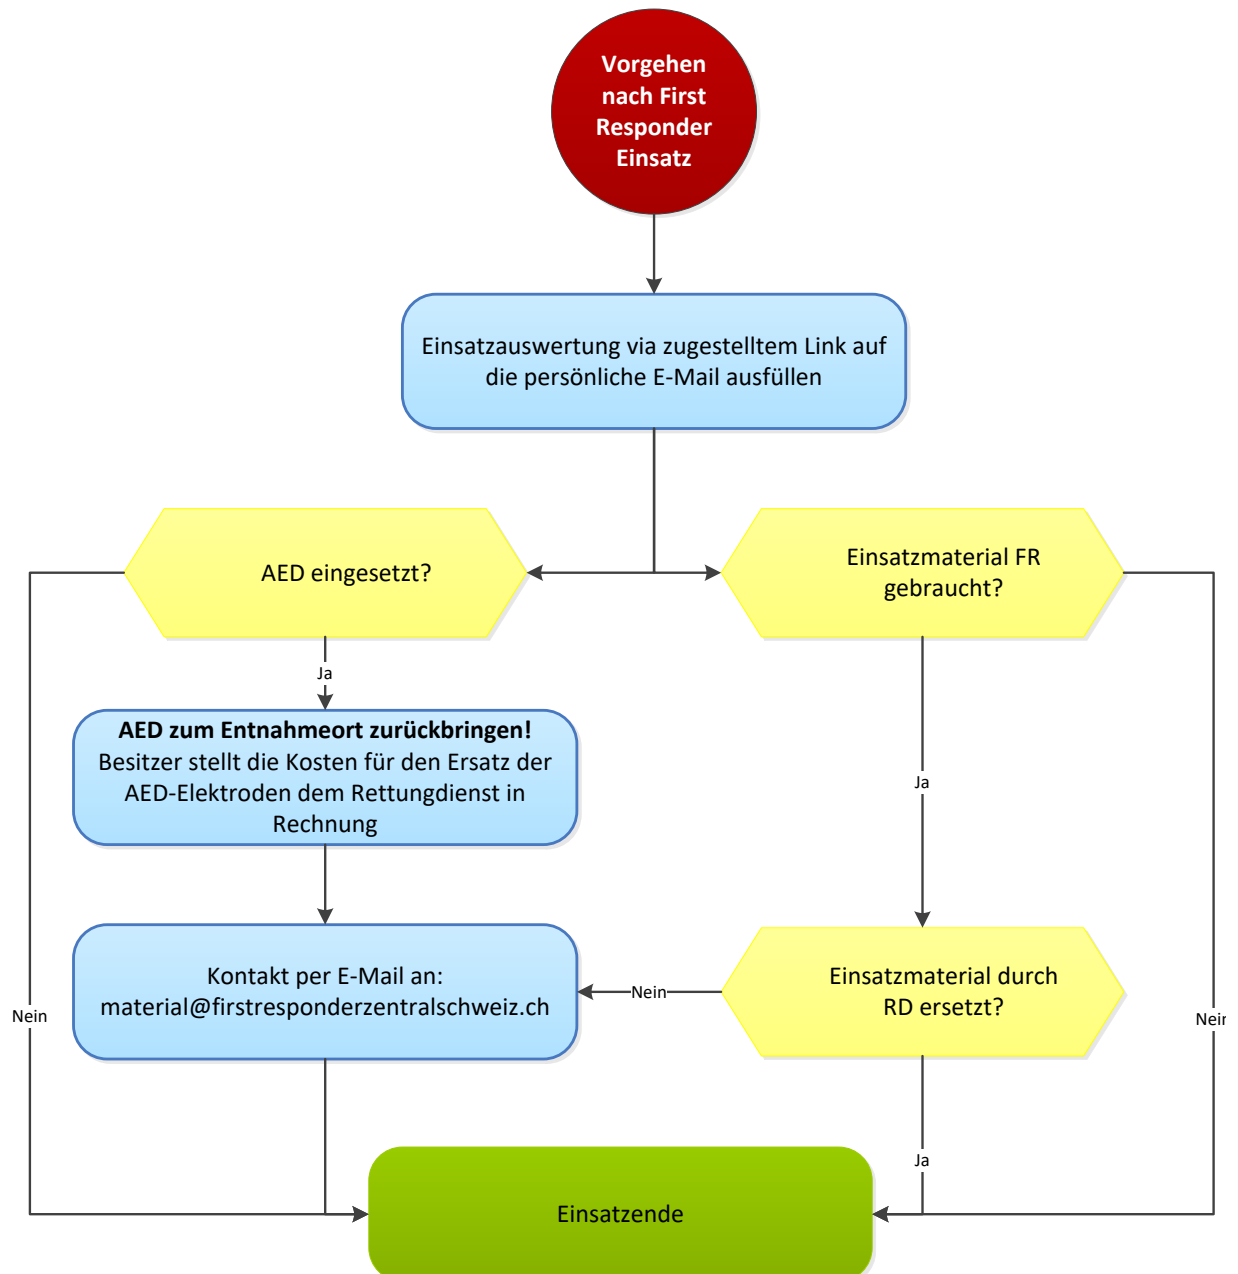 Vorgehen
nach First
Responder
Einsatz
Einsatzauswertung via zugestelltem Link auf
die persönliche E-Mail ausfüllen
AED eingesetzt?
Einsatzmaterial FR
gebraucht?
Ja
AED zum Entnahmeort zurückbringen!
Besitzer stellt die Kosten für den Ersatz der
AED-Elektroden dem Rettungdienst in
Rechnung
Ja
Kontakt per E-Mail an:
material@firstresponderzentralschweiz.ch
Nein
Einsatzmaterial durch
RD ersetzt?
Nein
Nein
Ja
Einsatzende